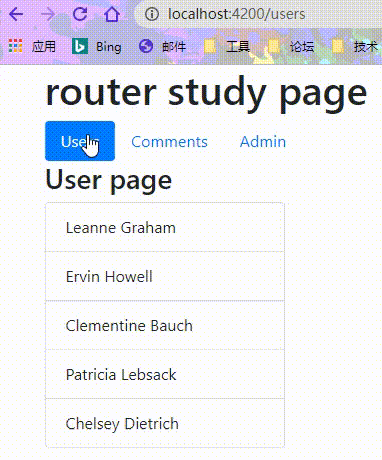 localhost:4200/users
应用 Bing 邮件 工具 论坛 技术
router study page
Comments Admin
User page
Leanne Graham
Ervin Howell
Clementine Bauch
Patricia Lebsack
Chelsey Dietrich